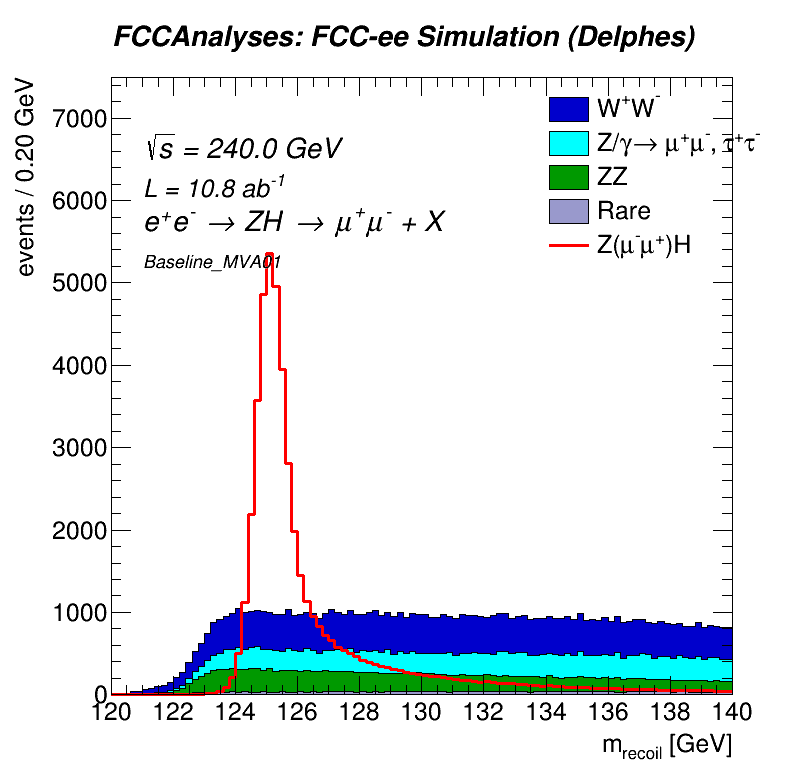 FCCAnalyses: FCC-ee Simulation (Delphes)
events / 0.20 GeV
7000
6000
5000
4000
3000
2000
1000
0
√s = 240.0 GeV
L = 10.8 ab⁻¹
e⁺e⁻ → ZH → μ⁺μ⁻ + X
Baseline_MVA01
W⁺W⁻
Z/γ→ μ⁺μ⁻, τ⁺τ⁻
ZZ
Rare
Z(μ⁻μ⁺)H
120 122 124 126 128 130 132 134 136 138 140
m_recoil [GeV]